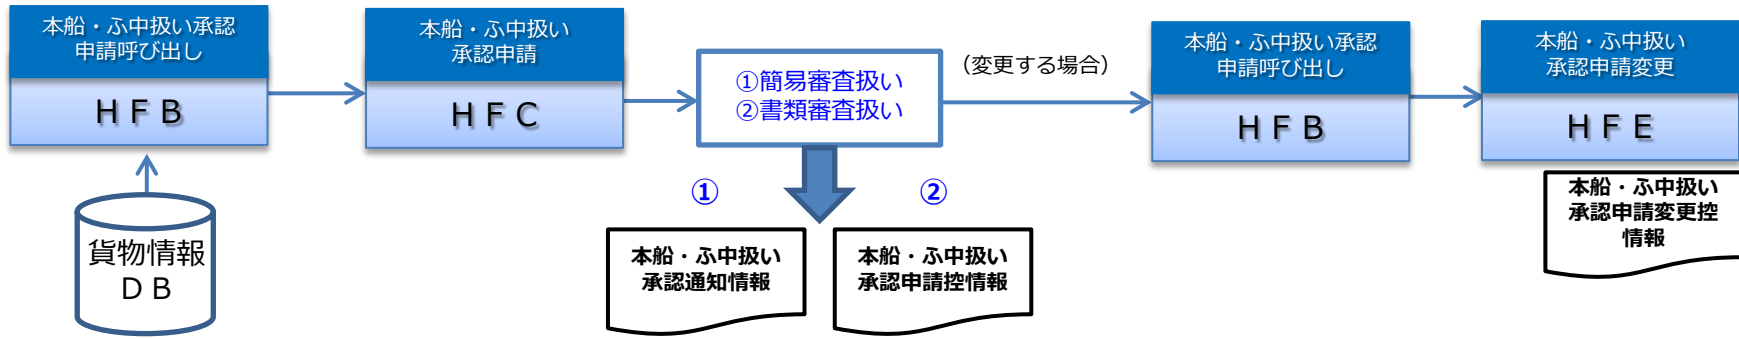 本船・ふ中扱い承認
申請呼び出し
ＨＦＢ
貨物情報
ＤＢ
本船・ふ中扱い
承認申請
ＨＦＣ
①簡易審査扱い
②書類審査扱い
①
②
本船・ふ中扱い
承認通知情報
本船・ふ中扱い
承認申請控情報
（変更する場合）
本船・ふ中扱い承認
申請呼び出し
ＨＦＢ
本船・ふ中扱い
承認申請変更
ＨＦＥ
本船・ふ中扱い
承認申請変更控
情報